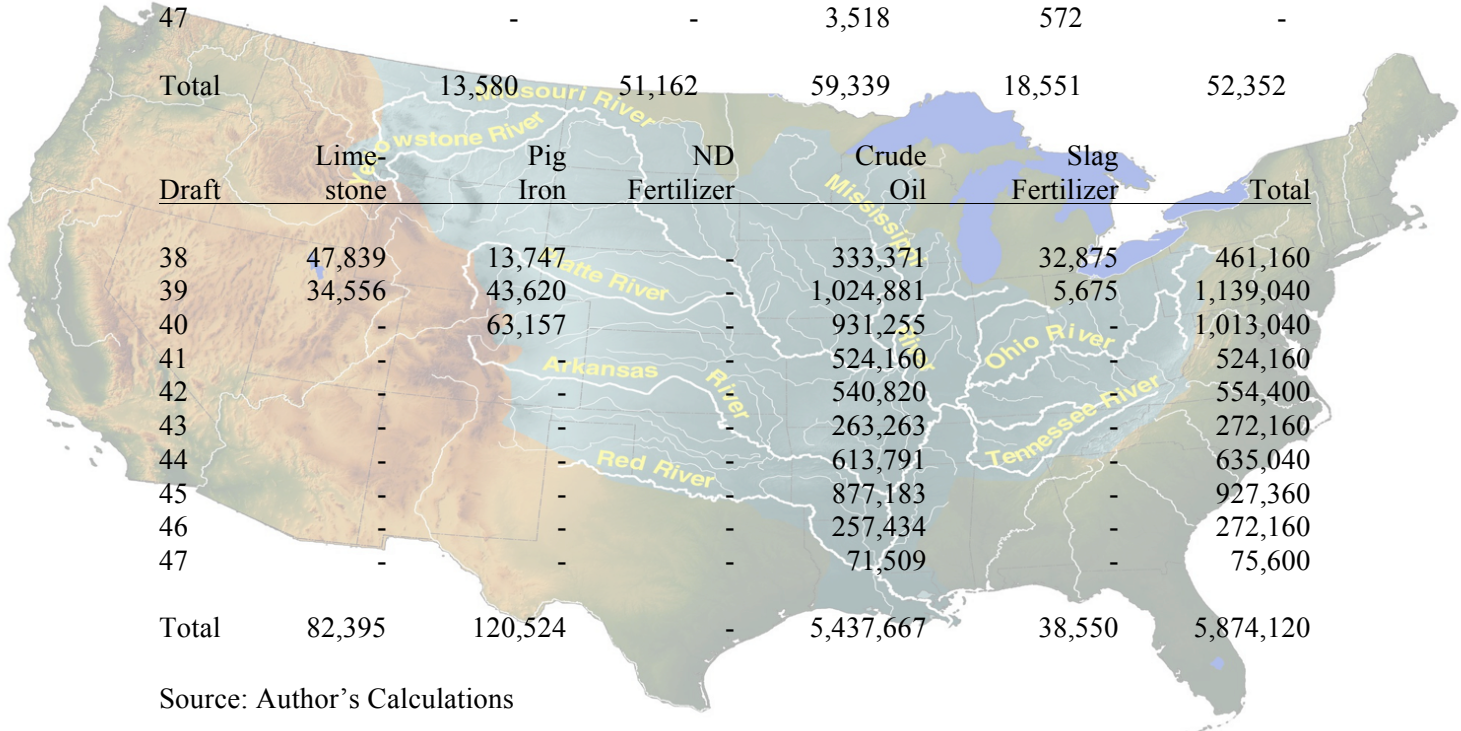 47 - - 3,518 572 -
Total 13,580 51,162 59,339 18,551 52,352
Lime- Pig ND Crude Slag
Draft stone Iron Fertilizer Oil Fertilizer Total
38 47,839 13,747 - 333,371 32,875 461,160
39 34,556 43,620 - 1,024,881 5,675 1,139,040
40 - 63,157 - 931,255 - 1,013,040
41 - - - 524,160 - 524,160
42 - - - 540,820 - 554,400
43 - - - 263,263 - 272,160
44 - - - 613,791 - 635,040
45 - - - 877,183 - 927,360
46 - - - 257,434 - 272,160
47 - - - 71,509 - 75,600
Total 82,395 120,524 - 5,437,667 38,550 5,874,120
Source: Author’s Calculations
Missouri River
Yellowstone River
Mississippi
River
Platte River
Ohio River
Arkansas
River
Tennessee River
Red River